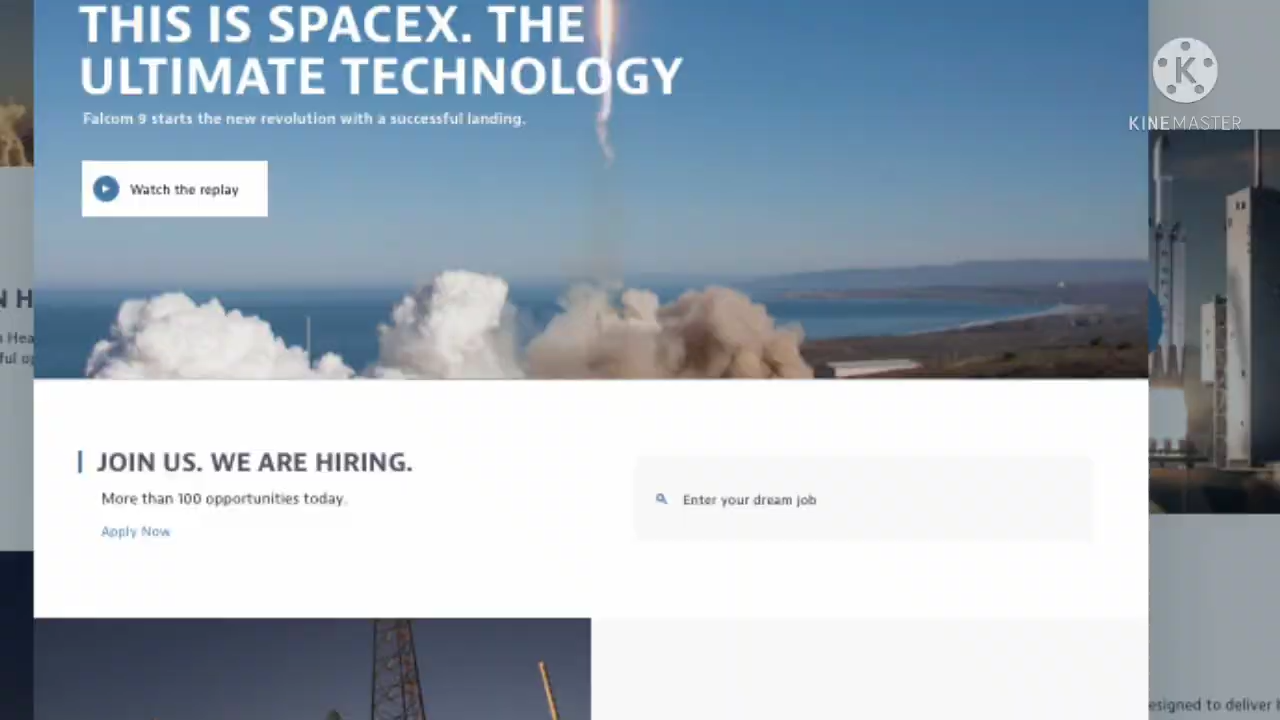 THIS IS SPACEX. THE
ULTIMATE TECHNOLOGY
Falcom 9 starts the new revolution with a successful landing.
Watch the replay
K
KINEMASTER
JOIN US. WE ARE HIRING.
More than 100 opportunities today.
Apply Now
Enter your dream job
esigned to deliver